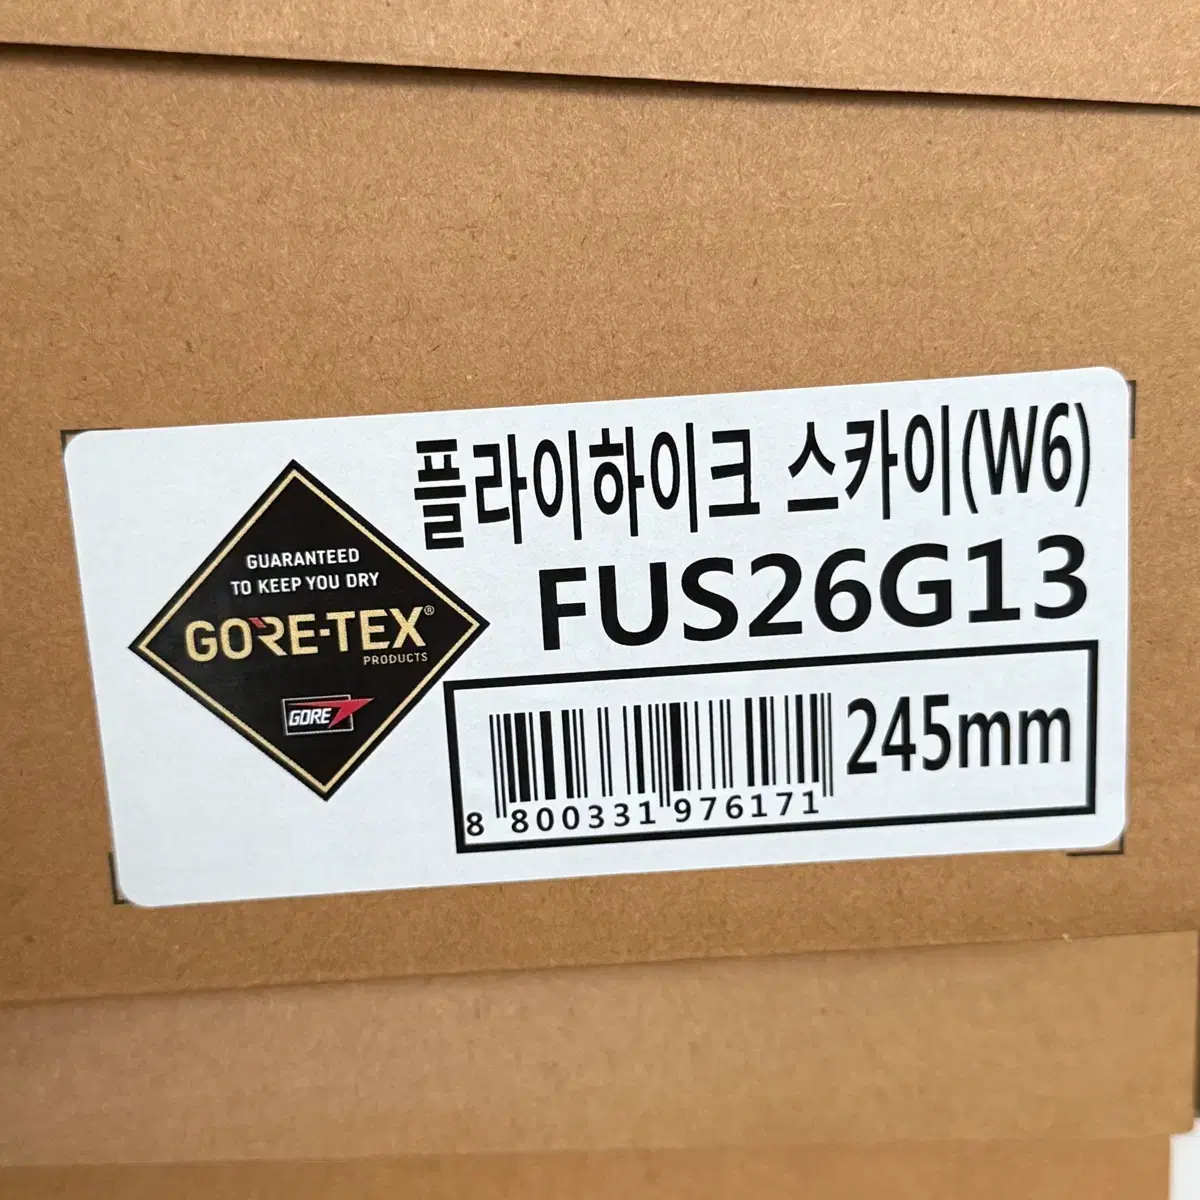 플라이하이크 스카이(W6)
FUS26G13
GUARANTEED
TO KEEP YOU DRY
GORE-TEX®
PRODUCTS
GORE
245mm
8 800331 976171